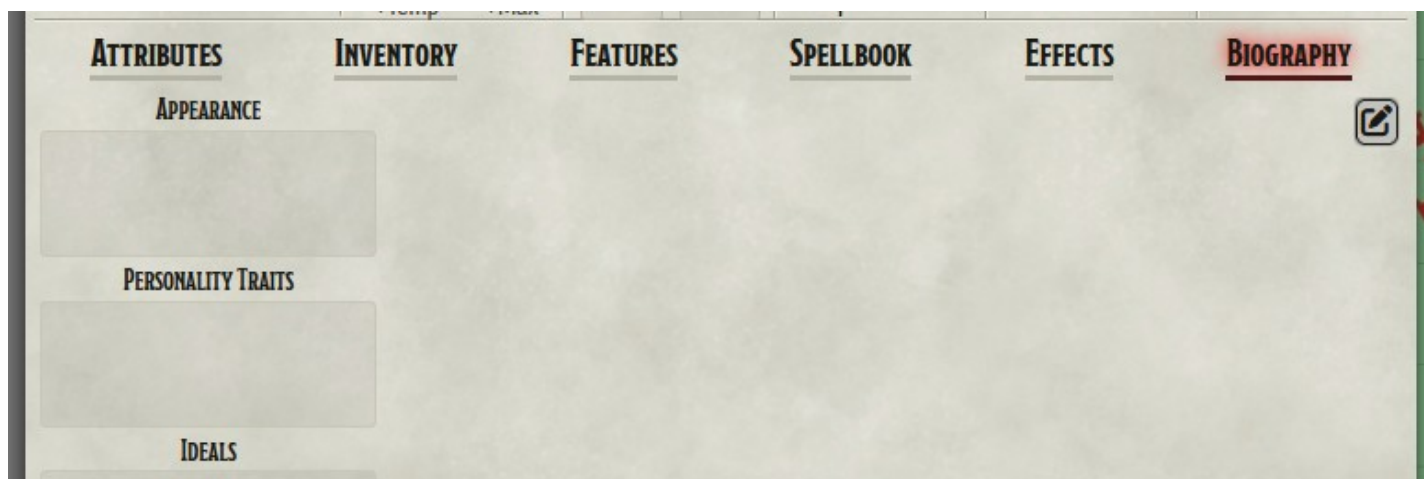 Attributes Inventory Features Spellbook Effects Biography
Appearance
Personality Traits
Ideals